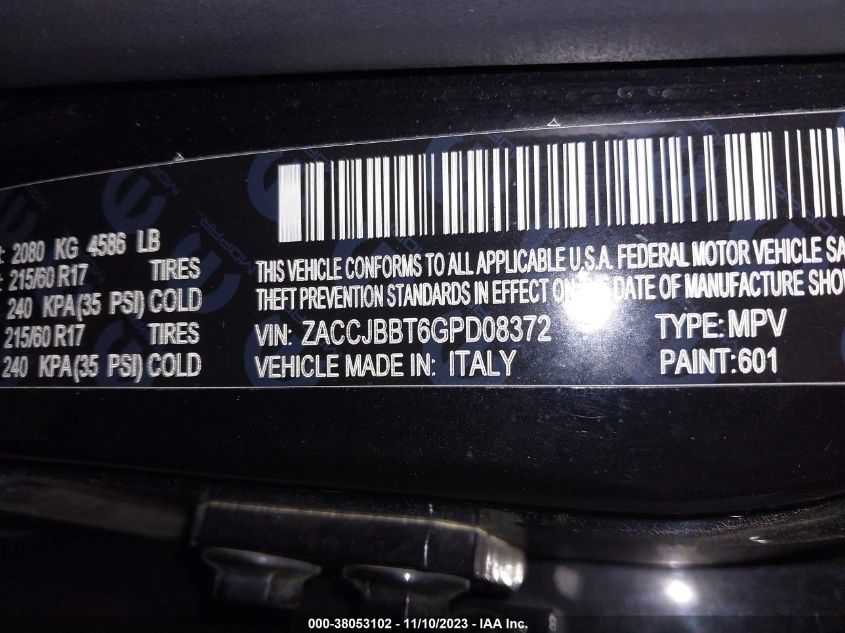 : 2080 KG 4586 LB
: 215/60 R17 TIRES
240 KPA(35 PSI) COLD
215/60 R17 TIRES
240 KPA(35 PSI) COLD
THIS VEHICLE CONFORMS TO ALL APPLICABLE U.S.A. FEDERAL MOTOR VEHICLE SA
THEFT PREVENTION STANDARDS IN EFFECT ON THE DATE OF MANUFACTURE SHO
VIN: ZACCJBBT6GPD08372 TYPE: MPV
VEHICLE MADE IN: ITALY PAINT:601
MOPAR
000-38053102 - 11/10/2023 - IAA Inc.